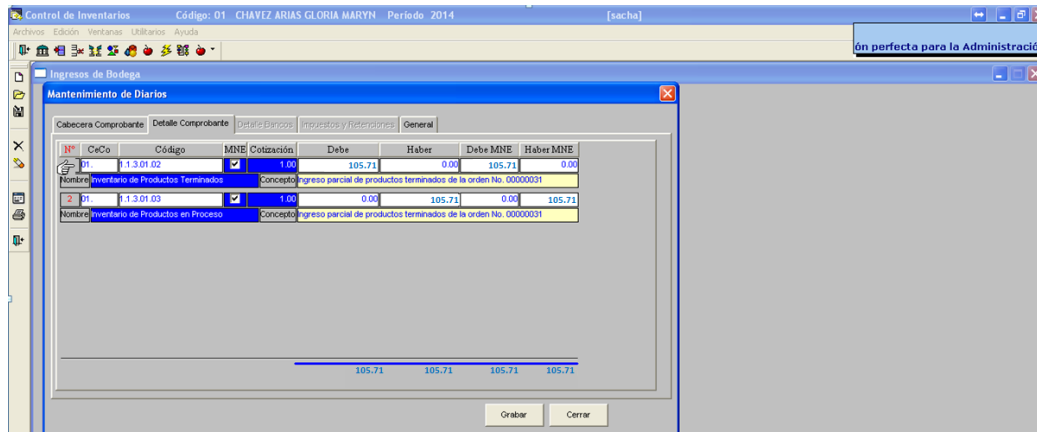 Control de Inventarios Código: 01 CHAVEZ ARIAS GLORIA MARYN Periodo 2014 [sacha]
Archivos Edición Ventanas Utilitarios Ayuda
ón perfecta para la Administració
Ingresos de Bodega
Mantenimiento de Diarios
Cabecera Comprobante Detalle Comprobante Detalle Bancos Impuestos y Retenciones General
Nº CeCo Código MNE Cotización Debe Haber Debe MNE Haber MNE
01. 1.1.3.01.02 1.00 105.71 0.00 105.71 0.00
Nombre Inventario de Productos Terminados Concepto Ingreso parcial de productos terminados de la orden No. 00000031
2 01. 1.1.3.01.03 1.00 0.00 105.71 0.00 105.71
Nombre Inventario de Productos en Proceso Concepto Ingreso parcial de productos terminados de la orden No. 00000031
105.71 105.71 105.71 105.71
Grabar Cerrar